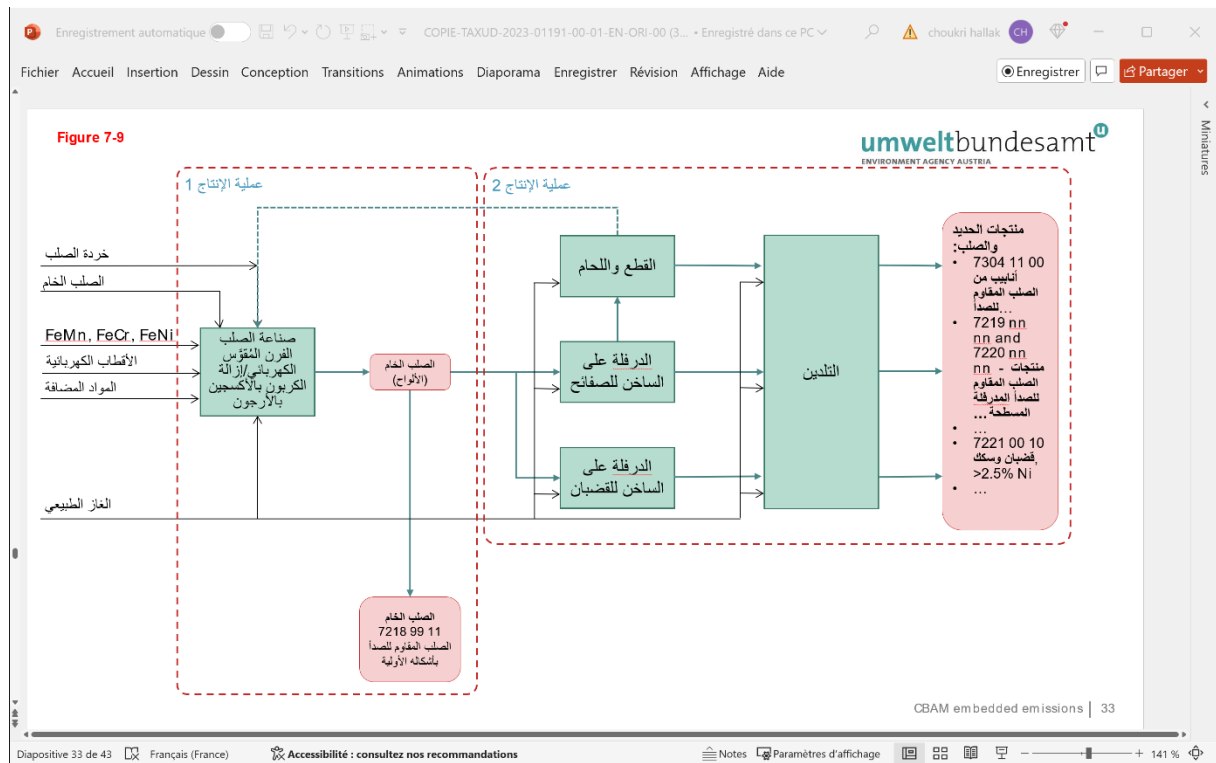 Enregistrement automatique
COPIE-TAXUD-2023-01191-00-01-EN-ORI-00 (3... • Enregistré dans ce PC
choukri hallak
CH
Fichier Accueil Insertion Dessin Conception Transitions Animations Diaporama Enregistrer Révision Affichage Aide
Enregistrer
Partager
Miniatures
Figure 7-9
umweltbundesamt
ENVIRONMENT AGENCY AUSTRIA
عملية الإنتاج 1
عملية الإنتاج 2
خردة الصلب
الصلب الخام
FeMn, FeCr, FeNi
الأقطاب الكهربائية
المواد المضافة
الغاز الطبيعي
صناعة الصلب
الفرن المُقوَّس
الكهربائي/إزالة
الكربون بالأكسجين
بالأرجون
الصلب الخام
(الألواح)
القطع واللحام
الدرفلة على
الساخن للصفائح
الدرفلة على
الساخن للقضبان
التلدين
منتجات الحديد
والصلب:
• 7304 11 00
أنابيب من
الصلب المقاوم
للصدأ...
• 7219 nn
nn and
7220 nn
nn - منتجات
الصلب المقاوم
للصدأ المدرفلة
المسطحة ...
• ...
• 7221 00 10
قضبان وسكك,
>2.5% Ni
• ...
الصلب الخام
7218 99 11
الصلب المقاوم للصدأ
بأشكاله الأولية
CBAM embedded emissions | 33
Diapositive 33 de 43
Français (France)
Accessibilité : consultez nos recommandations
Notes
Paramètres d'affichage
141 %